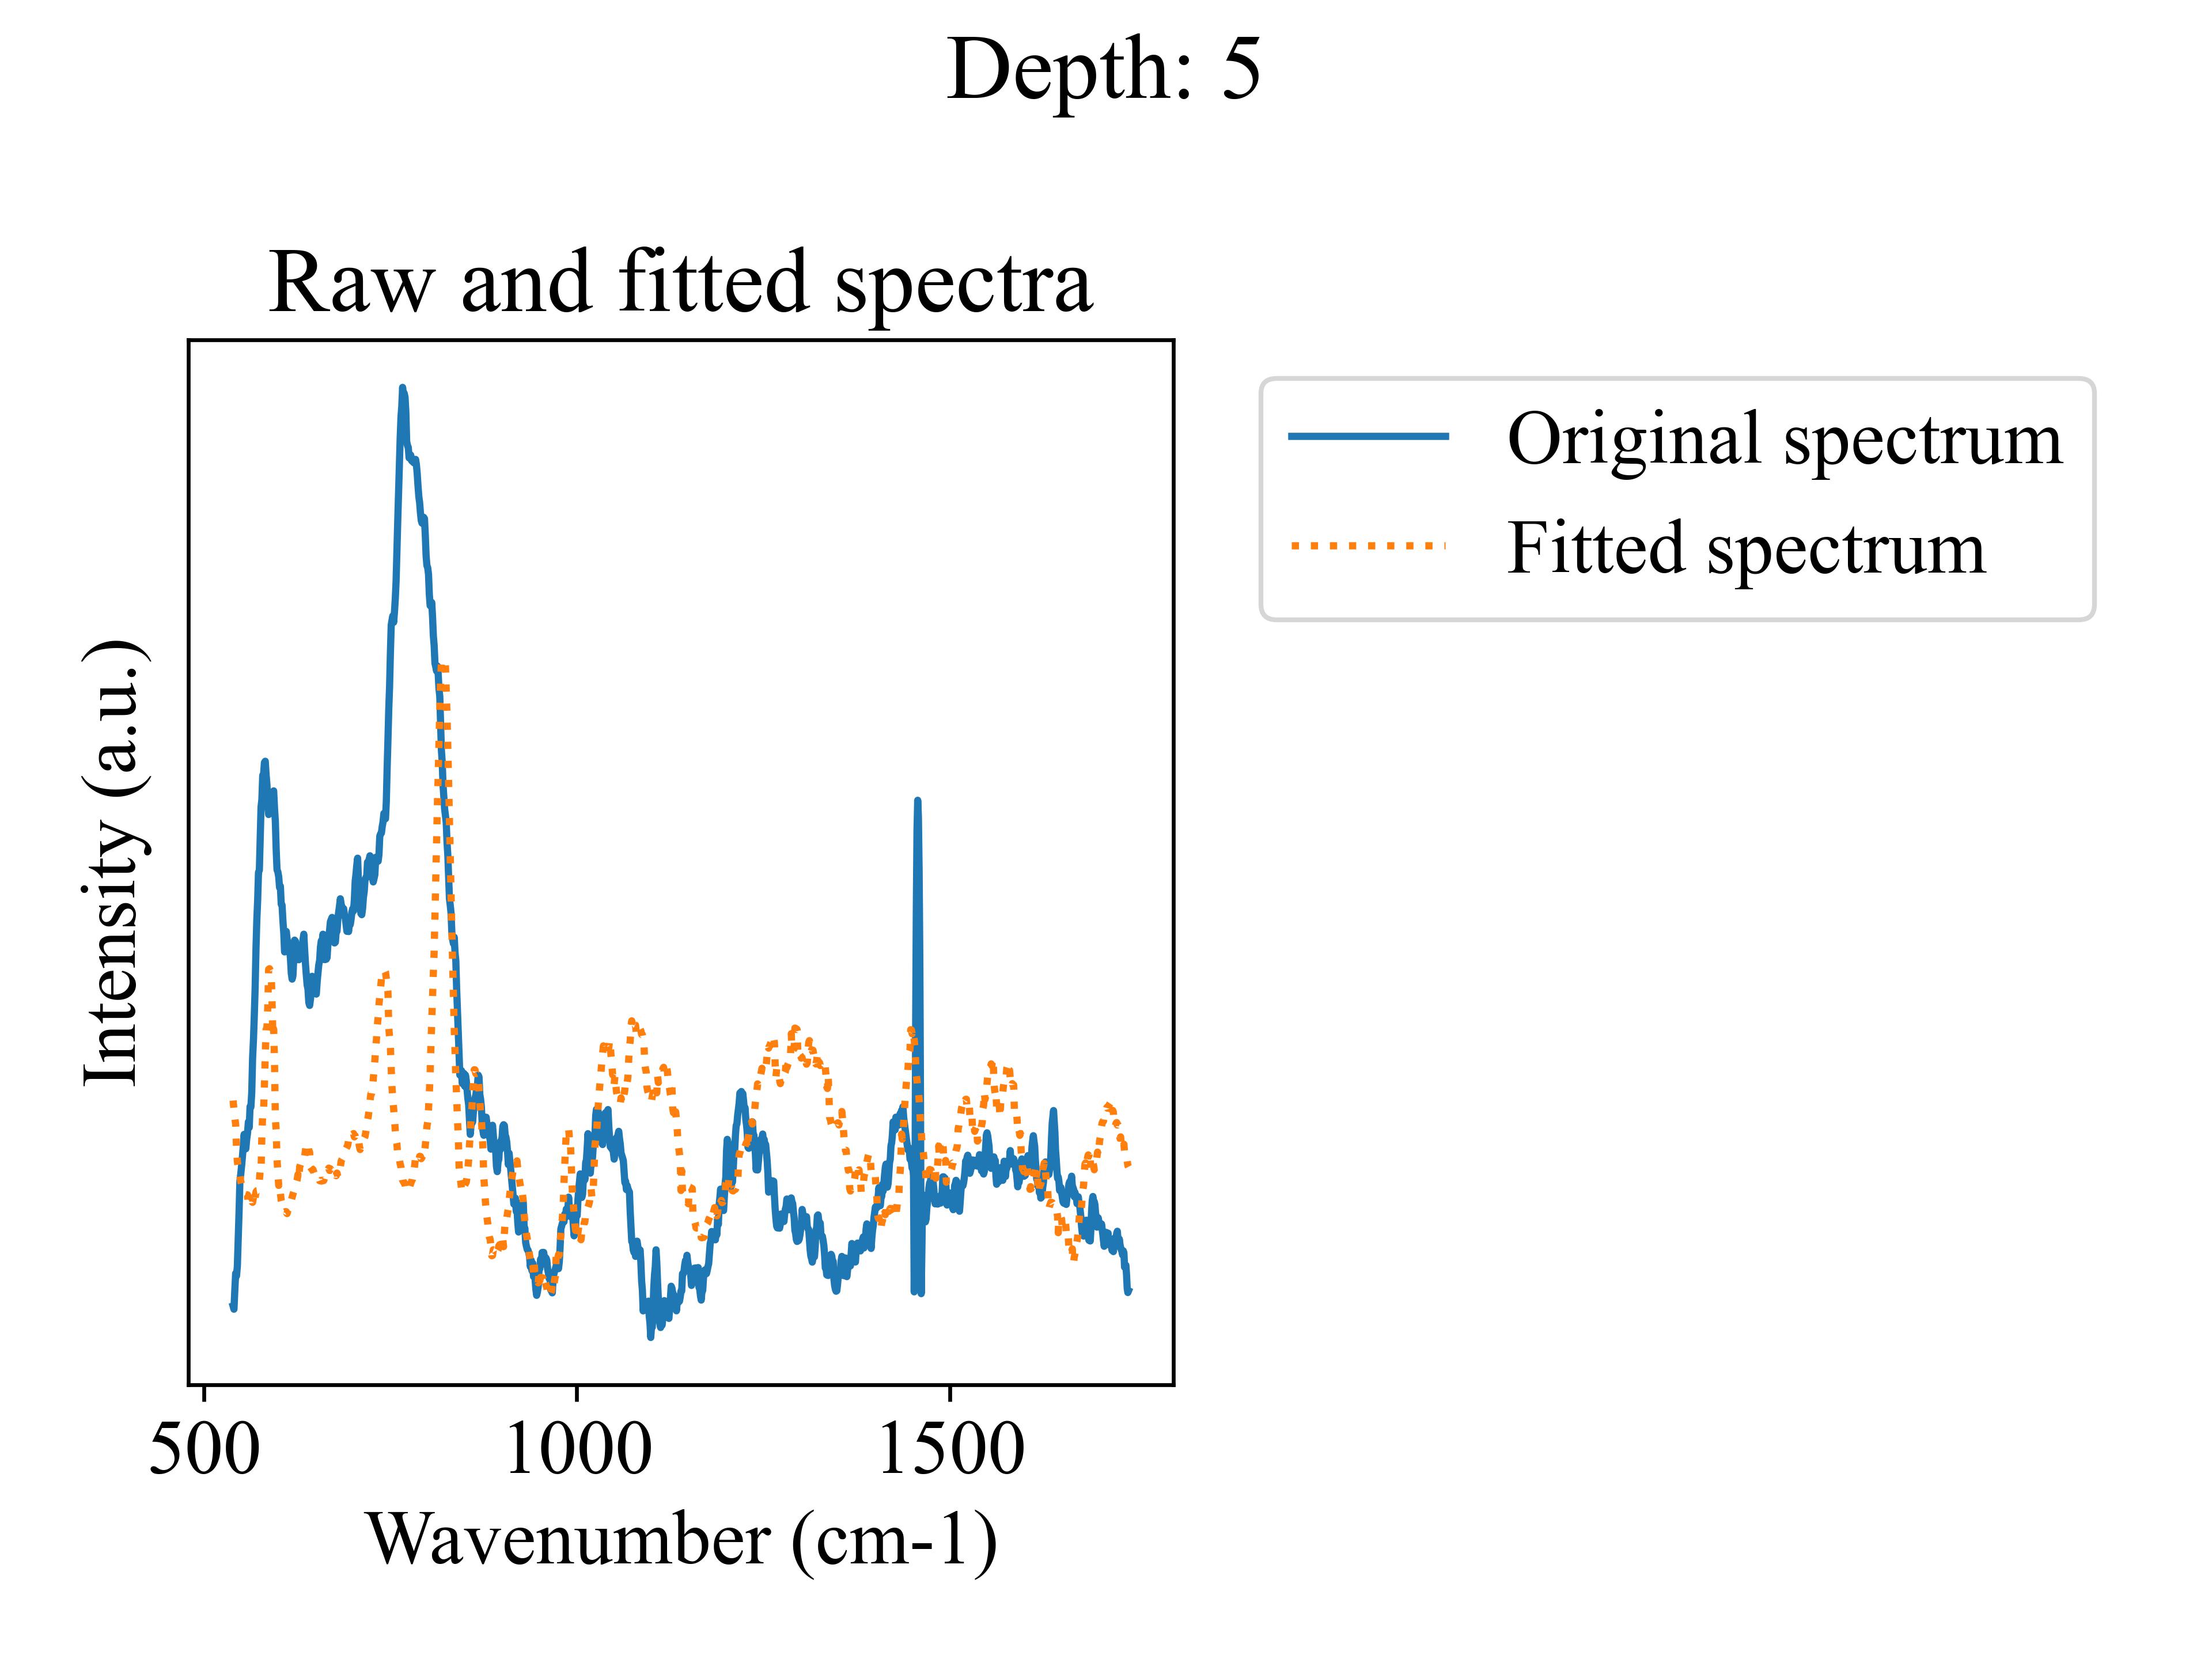 Depth: 5
Raw and fitted spectra
Original spectrum
Fitted spectrum
Intensity (a.u.)
500 1000 1500
Wavenumber (cm-1)